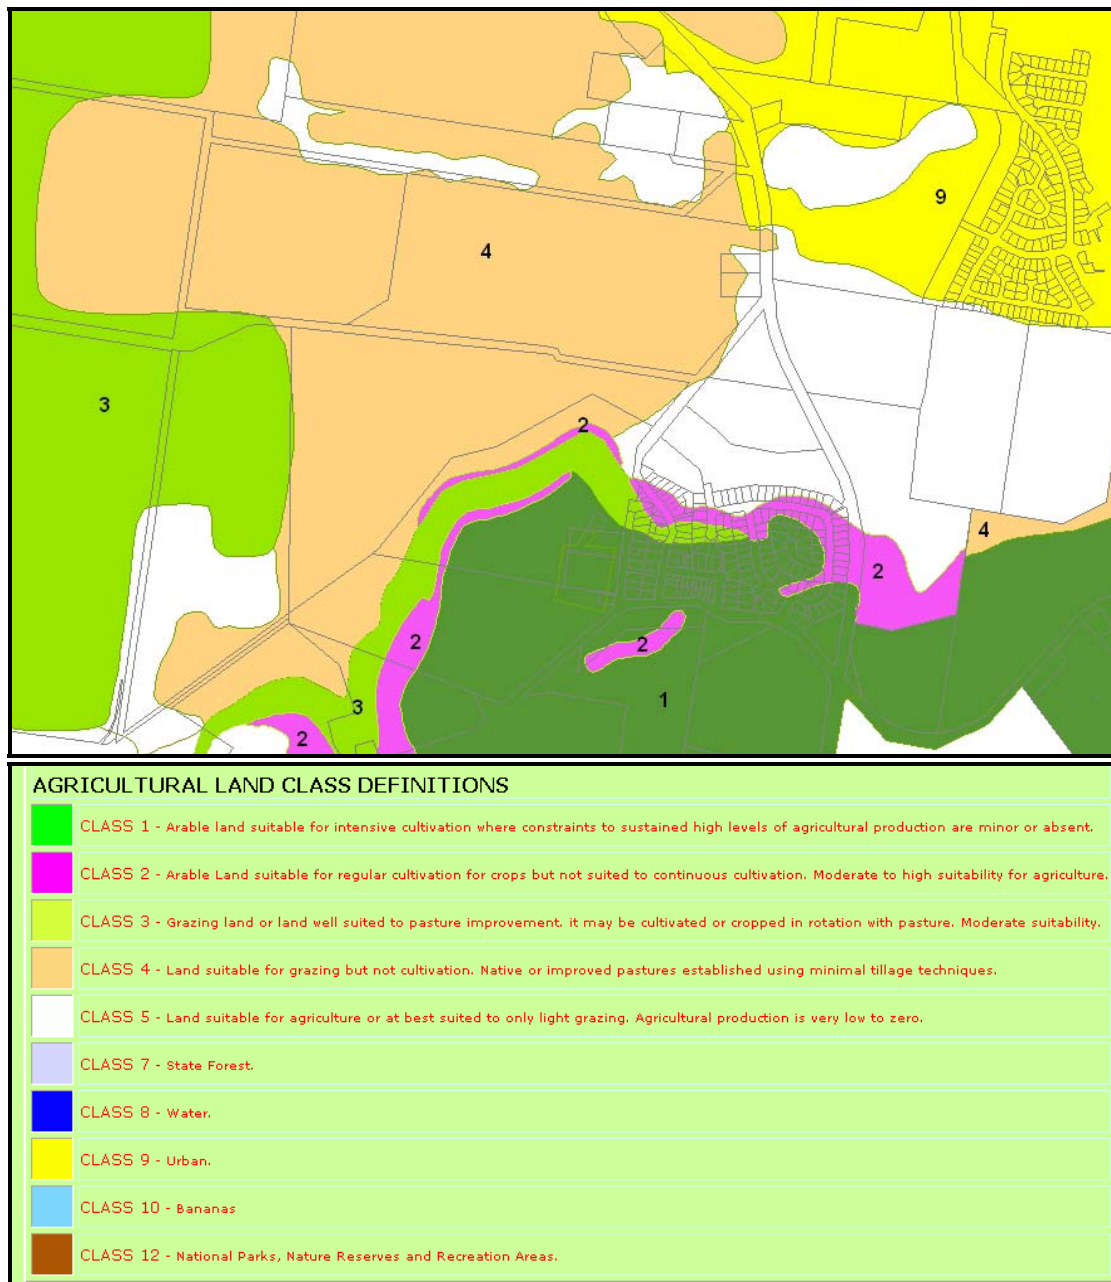 9
4
3
2
4
2
2
2
1
3
2
AGRICULTURAL LAND CLASS DEFINITIONS
CLASS 1 - Arable land suitable for intensive cultivation where constraints to sustained high levels of agricultural production are minor or absent.
CLASS 2 - Arable Land suitable for regular cultivation for crops but not suited to continuous cultivation. Moderate to high suitability for agriculture.
CLASS 3 - Grazing land or land well suited to pasture improvement. it may be cultivated or cropped in rotation with pasture. Moderate suitability.
CLASS 4 - Land suitable for grazing but not cultivation. Native or improved pastures established using minimal tillage techniques.
CLASS 5 - Land suitable for agriculture or at best suited to only light grazing. Agricultural production is very low to zero.
CLASS 7 - State Forest.
CLASS 8 - Water.
CLASS 9 - Urban.
CLASS 10 - Bananas
CLASS 12 - National Parks, Nature Reserves and Recreation Areas.